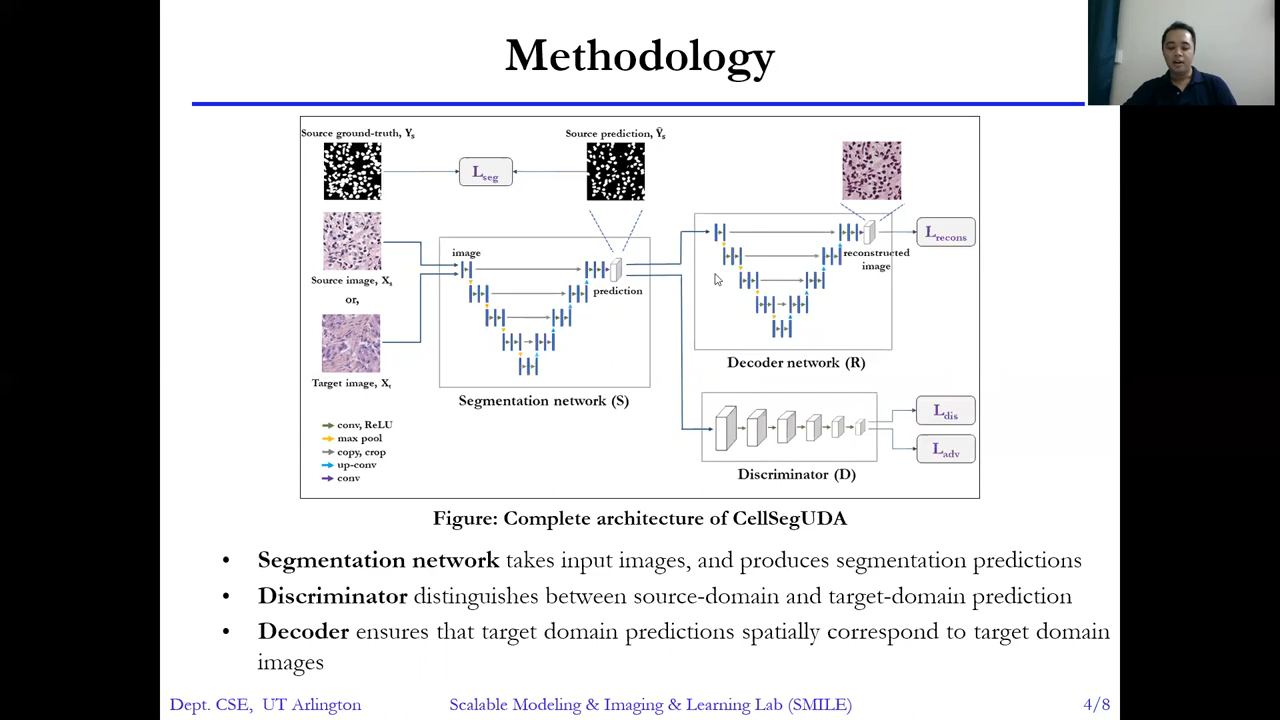 Methodology
Source ground-truth, Yₛ
Source prediction, Ŷₛ
L seg
image
L recons
reconstructed
image
Source image, Xₛ
or,
prediction
Decoder network (R)
Target image, Xₜ
Segmentation network (S)
L dis
L adv
conv, ReLU
max pool
copy, crop
up-conv
conv
Discriminator (D)
Figure: Complete architecture of CellSegUDA
• Segmentation network takes input images, and produces segmentation predictions
• Discriminator distinguishes between source-domain and target-domain prediction
• Decoder ensures that target domain predictions spatially correspond to target domain
images
Dept. CSE, UT Arlington
Scalable Modeling & Imaging & Learning Lab (SMILE)
4/8